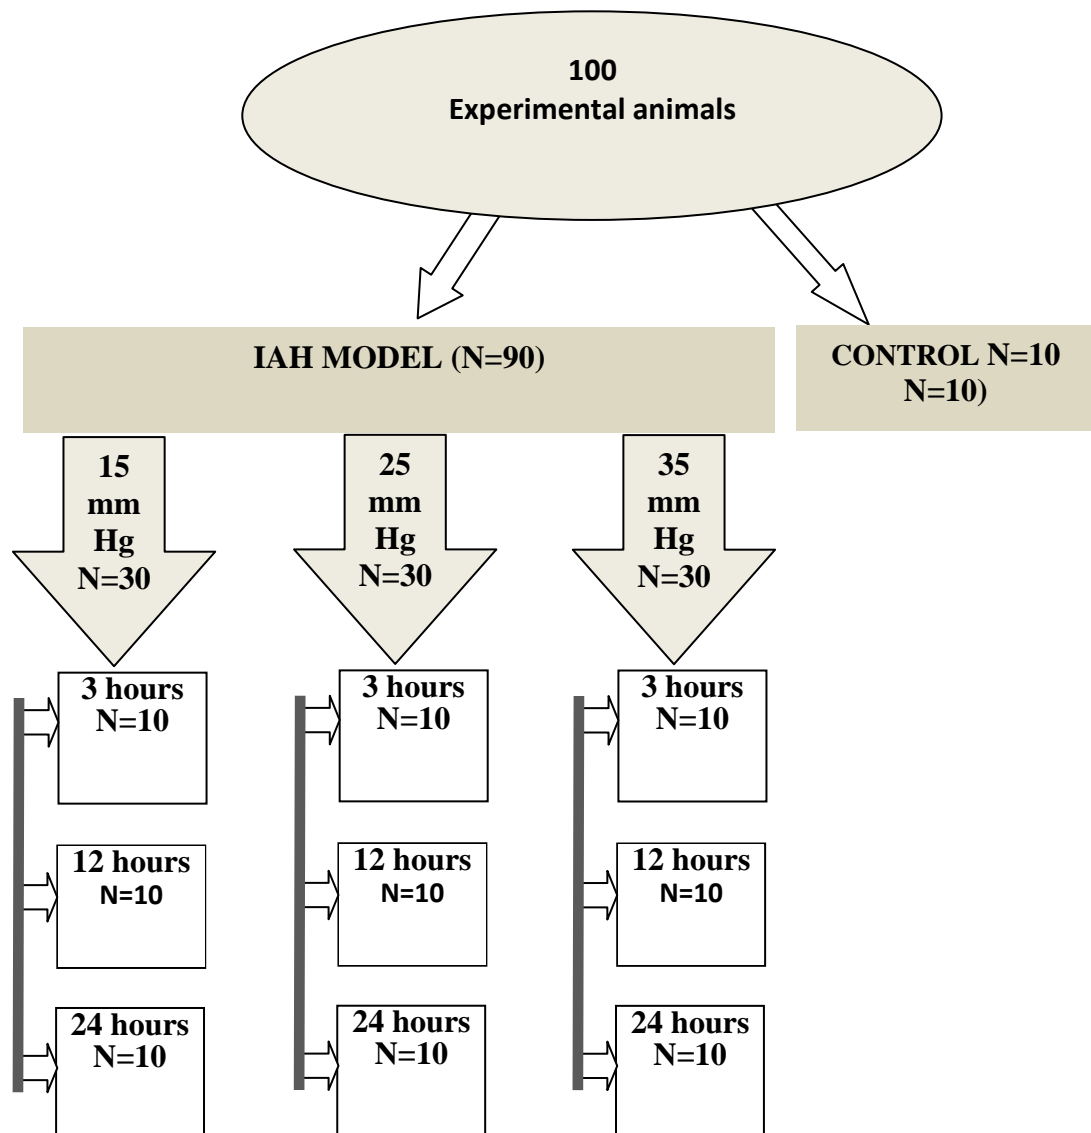 100
Experimental animals
IAH MODEL (N=90)
CONTROL N=10
N=10)
15
mm
Hg
N=30
25
mm
Hg
N=30
35
mm
Hg
N=30
3 hours
N=10
3 hours
N=10
3 hours
N=10
12 hours
N=10
12 hours
N=10
12 hours
N=10
24 hours
N=10
24 hours
N=10
24 hours
N=10